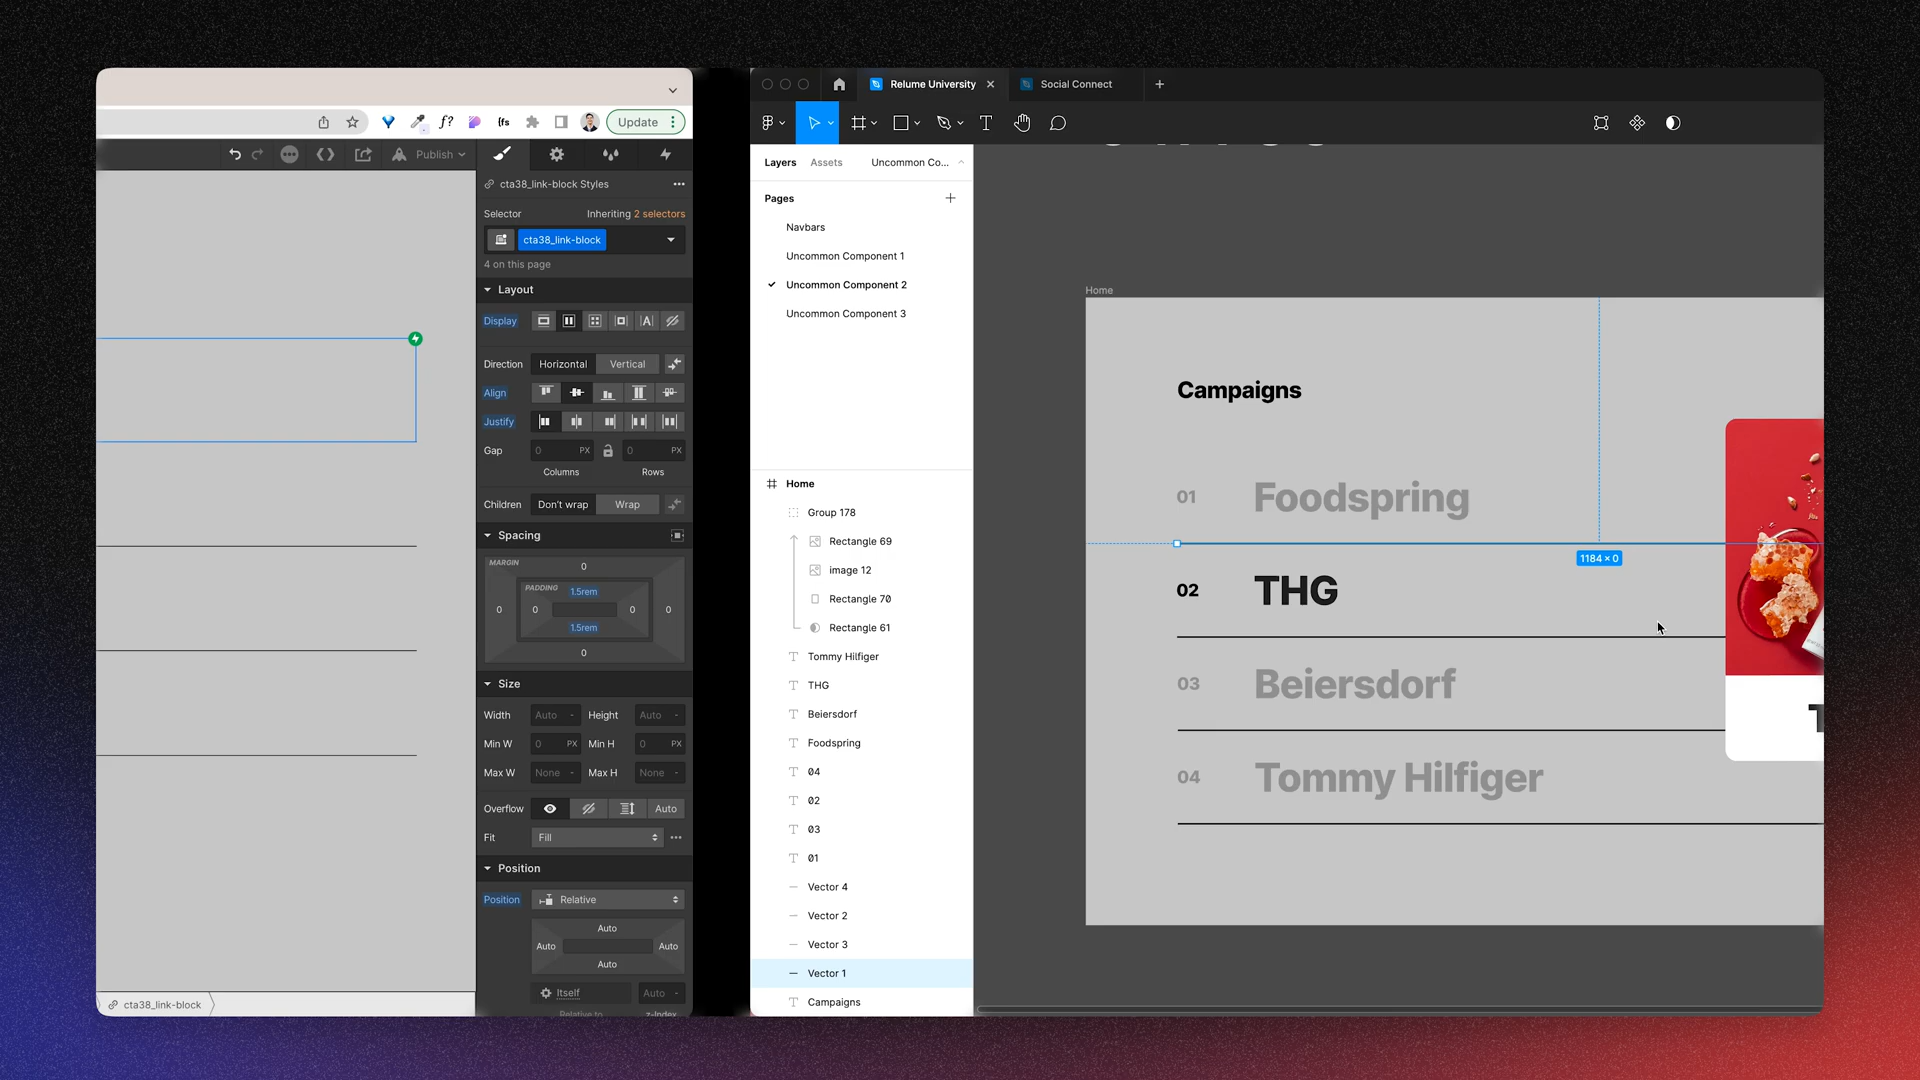 f?
{fs
Update
Publish
cta38_link-block Styles
Selector
Inheriting 2 selectors
cta38_link-block
4 on this page
Layout
Display
Direction
Horizontal
Vertical
Align
Justify
Gap
0 PX
0 PX
Columns
Rows
Children
Don't wrap
Wrap
Spacing
MARGIN
0
PADDING
1.5rem
0
0
0
0
1.5rem
0
Size
Width
Auto -
Height
Auto -
Min W
0 PX
Min H
0 PX
Max W
None -
Max H
None -
Overflow
Auto
Fit
Fill
Position
Position
Relative
Auto
Auto
Auto
Auto
Itself
Auto -
Relative to
z-Index
cta38_link-block
Relume University
Social Connect
Layers
Assets
Uncommon Co...
Pages
Navbars
Uncommon Component 1
Uncommon Component 2
Uncommon Component 3
Home
Group 178
Rectangle 69
image 12
Rectangle 70
Rectangle 61
Tommy Hilfiger
THG
Beiersdorf
Foodspring
04
02
03
01
Vector 4
Vector 2
Vector 3
Vector 1
Campaigns
Home
Campaigns
01 Foodspring
1184 × 0
02 THG
03 Beiersdorf
04 Tommy Hilfiger